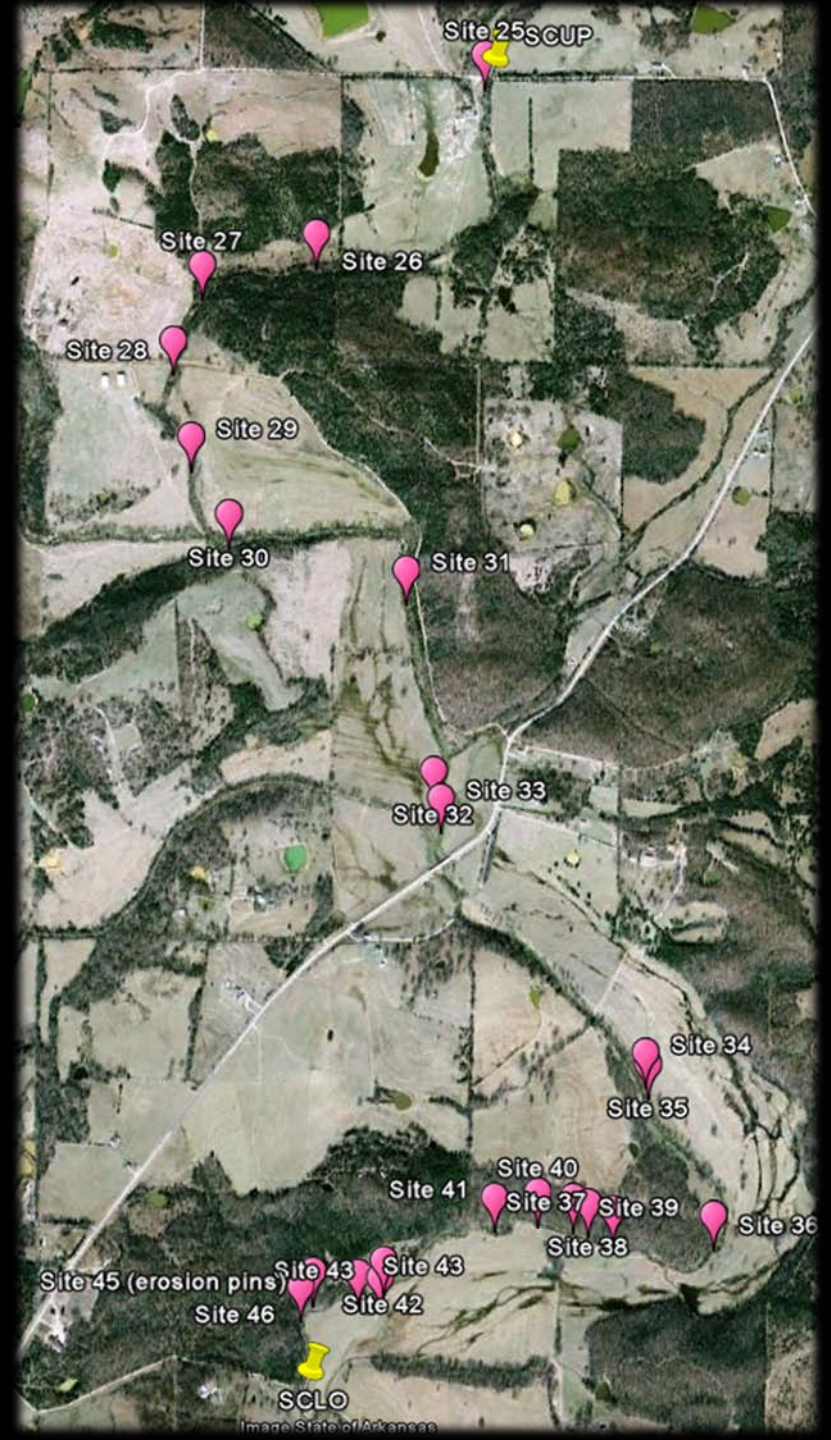 Site 25
SCUP
Site 27
Site 26
Site 28
Site 29
Site 30
Site 31
Site 33
Site 32
Site 34
Site 35
Site 40
Site 41
Site 37
Site 39
Site 36
Site 38
Site 43
Site 43
Site 45 (erosion pins)
Site 42
Site 46
SCLO
Image State of Arkansas